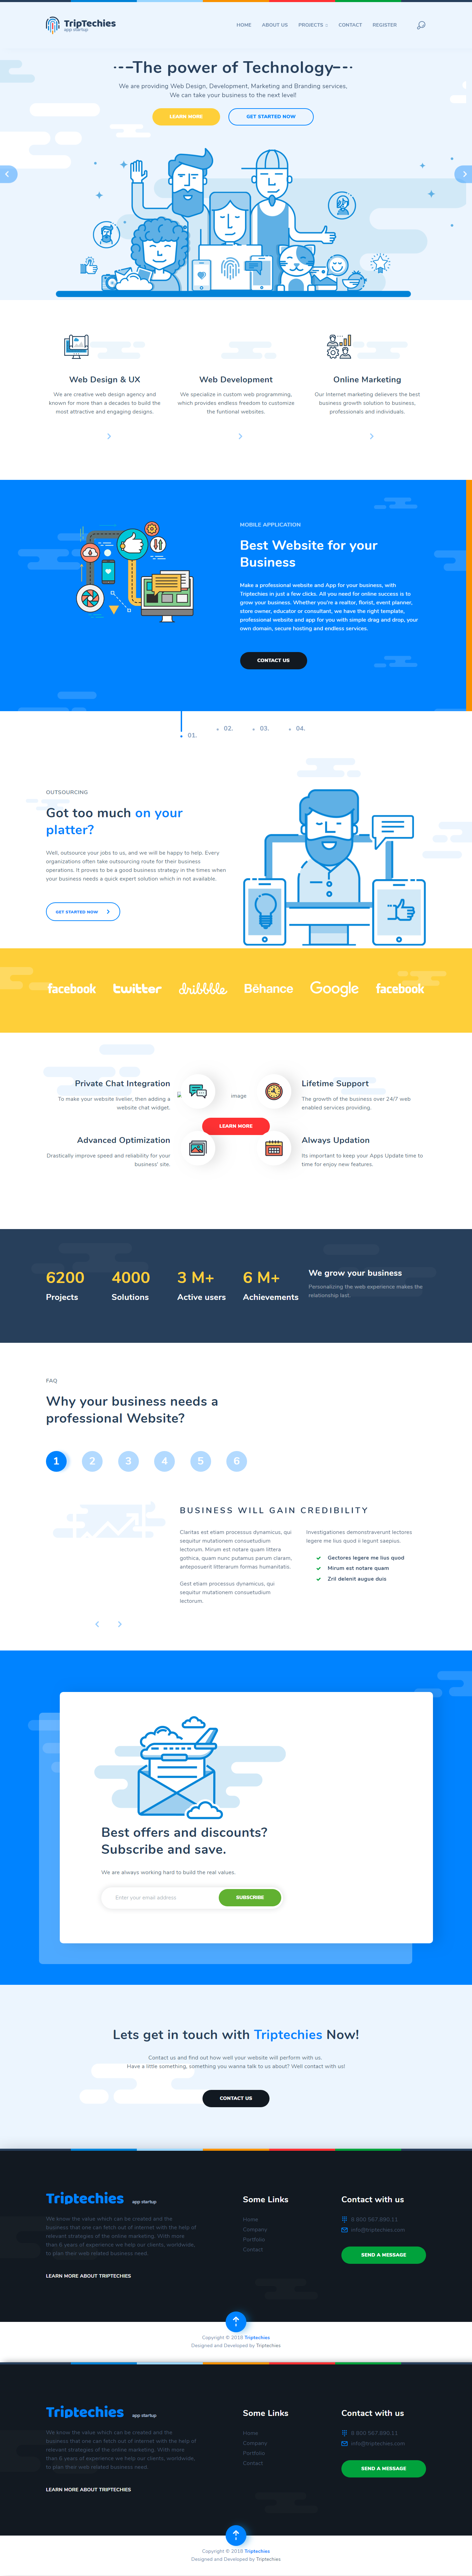 TripTechies
app startup
HOME ABOUT US PROJECTS CONTACT REGISTER
The power of Technology
We are providing Web Design, Development, Marketing and Branding services,
We can take your business to the next level!
LEARN MORE
GET STARTED NOW
Web Design & UX
We are creative web design agency and
known for more than a decades to build the
most attractive and engaging designs.
Web Development
We specialize in custom web programming,
which provides endless freedom to customize
the funtional websites.
Online Marketing
Our Internet marketing believers the best
business growth solution to business,
professionals and individuals.
MOBILE APPLICATION
Best Website for your
Business
Make a professional website and App for your business, with
Triptechies in just a few clicks. All you need for online success is to
grow your business. Whether you're a realtor, florist, event planner,
store owner, educator or consultant, we have the right template,
professional website and app for you with simple drag and drop, your
own domain, secure hosting and endless services.
CONTACT US
01.
02.
03.
04.
OUTSOURCING
Got too much on your
platter?
Well, outsource your jobs to us, and we will be happy to help. Every
organizations often take outsourcing route for their business
operations. It proves to be a good business strategy in the times when
your business needs a quick expert solution which in not available.
GET STARTED NOW
facebook twitter dribbble Bēhance Google facebook
Private Chat Integration
To make your website livelier, then adding a
website chat widget.
image
Lifetime Support
The growth of the business over 24/7 web
enabled services providing.
LEARN MORE
Advanced Optimization
Drastically improve speed and reliability for your
business' site.
Always Updation
Its important to keep your Apps Update time to
time for enjoy new features.
6200
Projects
4000
Solutions
3 M+
Active users
6 M+
Achievements
We grow your business
Personalizing the web experience makes the
relationship last.
FAQ
Why your business needs a
professional Website?
1 2 3 4 5 6
BUSINESS WILL GAIN CREDIBILITY
Claritas est etiam processus dynamicus, qui
sequitur mutationem consuetudium
lectorum. Mirum est notare quam littera
gothica, quam nunc putamus parum claram,
anteposuerit litterarum formas humanitatis.
Gest etiam processus dynamicus, qui
sequitur mutationem consuetudium
lectorum.
Investigationes demonstraverunt lectores
legere me lius quod ii legunt saepius.
Gectores legere me lius quod
Mirum est notare quam
Zril delenit augue duis
Best offers and discounts?
Subscribe and save.
We are always working hard to build the real values.
Enter your email address
SUBSCRIBE
Lets get in touch with Triptechies Now!
Contact us and find out how well your website will perform with us.
Have a little something, something you wanna talk to us about? Well contact with us!
CONTACT US
Triptechies app startup
We know the value which can be created and the
business that one can fetch out of internet with the help of
relevant strategies of the online marketing. With more
than 6 years of experience we help our clients, worldwide,
to plan their web related business need.
LEARN MORE ABOUT TRIPTECHIES
Some Links
Home
Company
Portfolio
Contact
Contact with us
8 800 567.890.11
info@triptechies.com
SEND A MESSAGE
Copyright © 2018 Triptechies
Designed and Developed by Triptechies
Triptechies app startup
We know the value which can be created and the
business that one can fetch out of internet with the help of
relevant strategies of the online marketing. With more
than 6 years of experience we help our clients, worldwide,
to plan their web related business need.
LEARN MORE ABOUT TRIPTECHIES
Some Links
Home
Company
Portfolio
Contact
Contact with us
8 800 567.890.11
info@triptechies.com
SEND A MESSAGE
Copyright © 2018 Triptechies
Designed and Developed by Triptechies